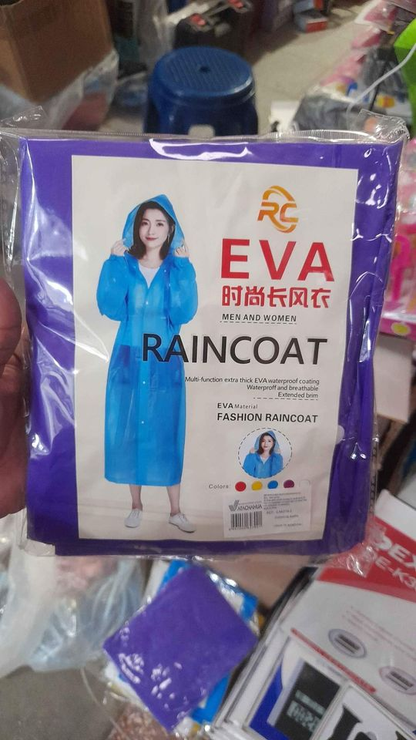 RC
EVA
时尚长风衣
MEN AND WOMEN
RAINCOAT
Multi-function extra thick EVA waterproof coating
Waterproff and breathable
Extended brim
EVA Material
FASHION RAINCOAT
Colors